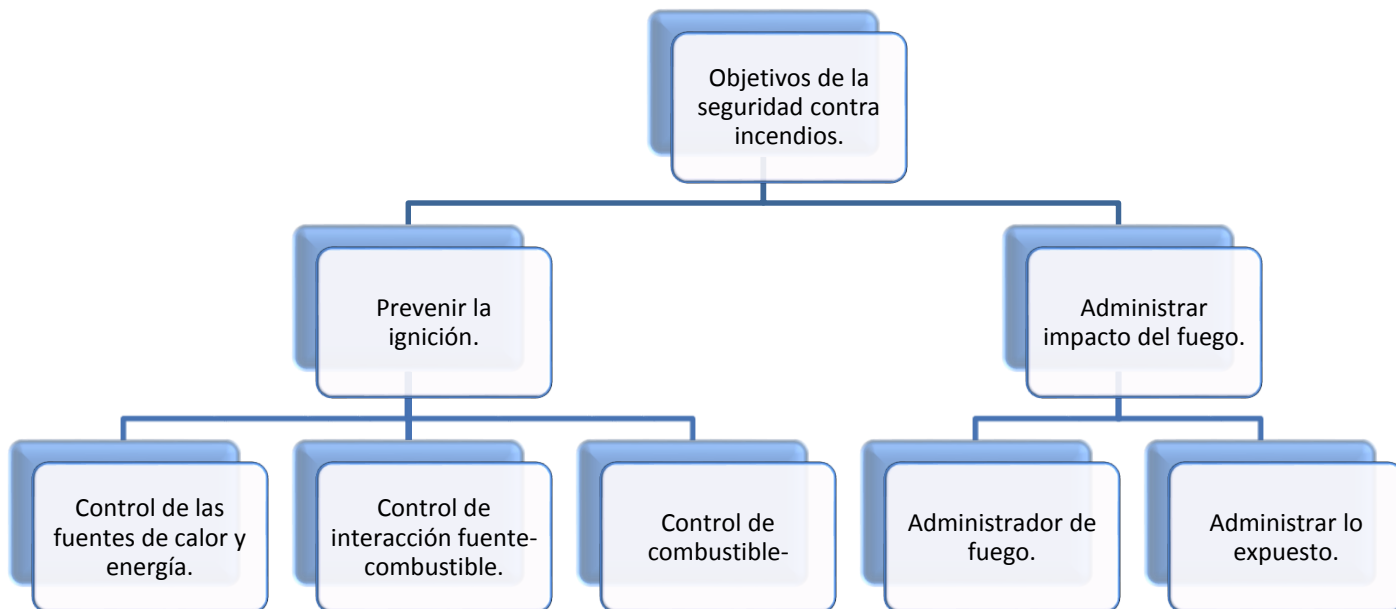 Objetivos de la
seguridad contra
incendios.
Prevenir la
ignición.
Administrar
impacto del fuego.
Control de las
fuentes de calor y
energía.
Control de
interacción fuente-
combustible.
Control de
combustible-
Administrador de
fuego.
Administrar lo
expuesto.